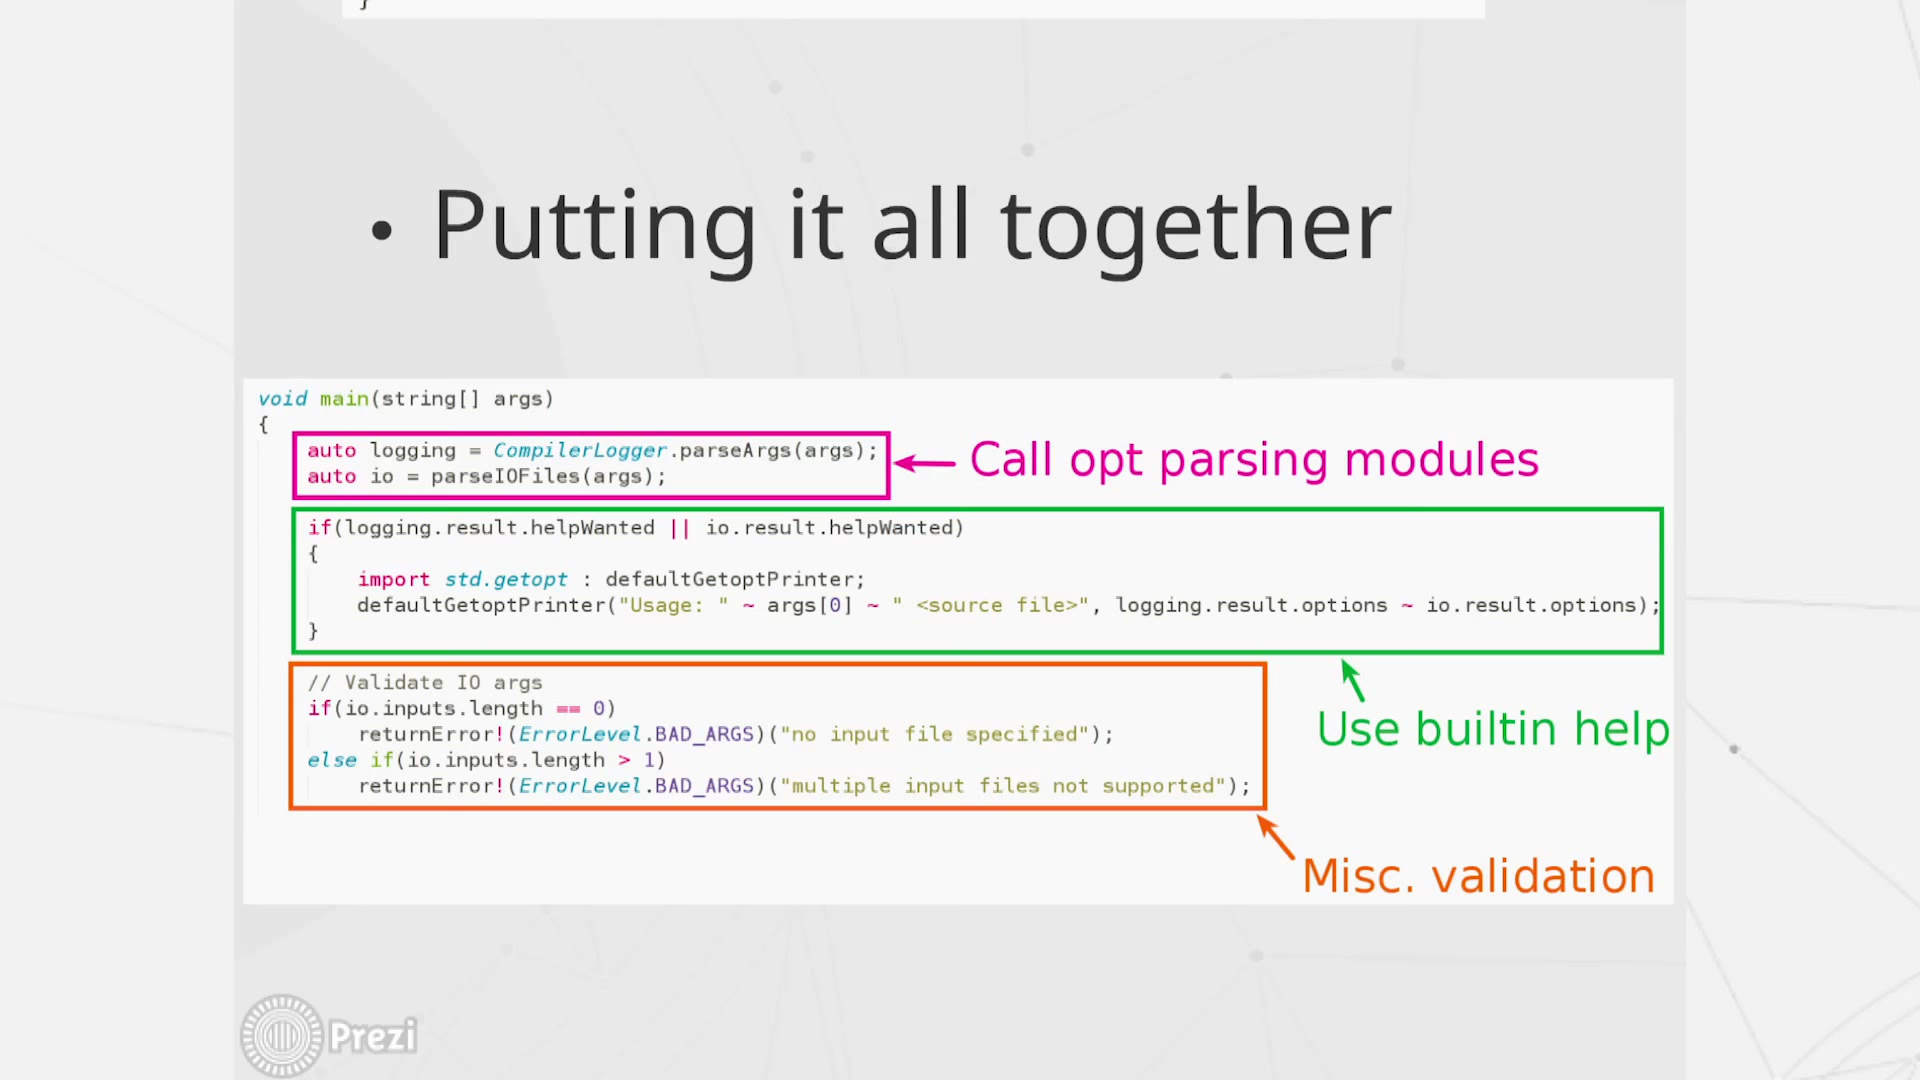 }
• Putting it all together
void main(string[] args)
{
auto logging = CompilerLogger.parseArgs(args);
auto io = parseIOFiles(args);
Call opt parsing modules
if(logging.result.helpWanted || io.result.helpWanted)
{
import std.getopt : defaultGetoptPrinter;
defaultGetoptPrinter("Usage: " ~ args[0] ~ " <source file>", logging.result.options ~ io.result.options);
}
Use builtin help
// Validate IO args
if(io.inputs.length == 0)
returnError!(ErrorLevel.BAD_ARGS)("no input file specified");
else if(io.inputs.length > 1)
returnError!(ErrorLevel.BAD_ARGS)("multiple input files not supported");
Misc. validation
Prezi